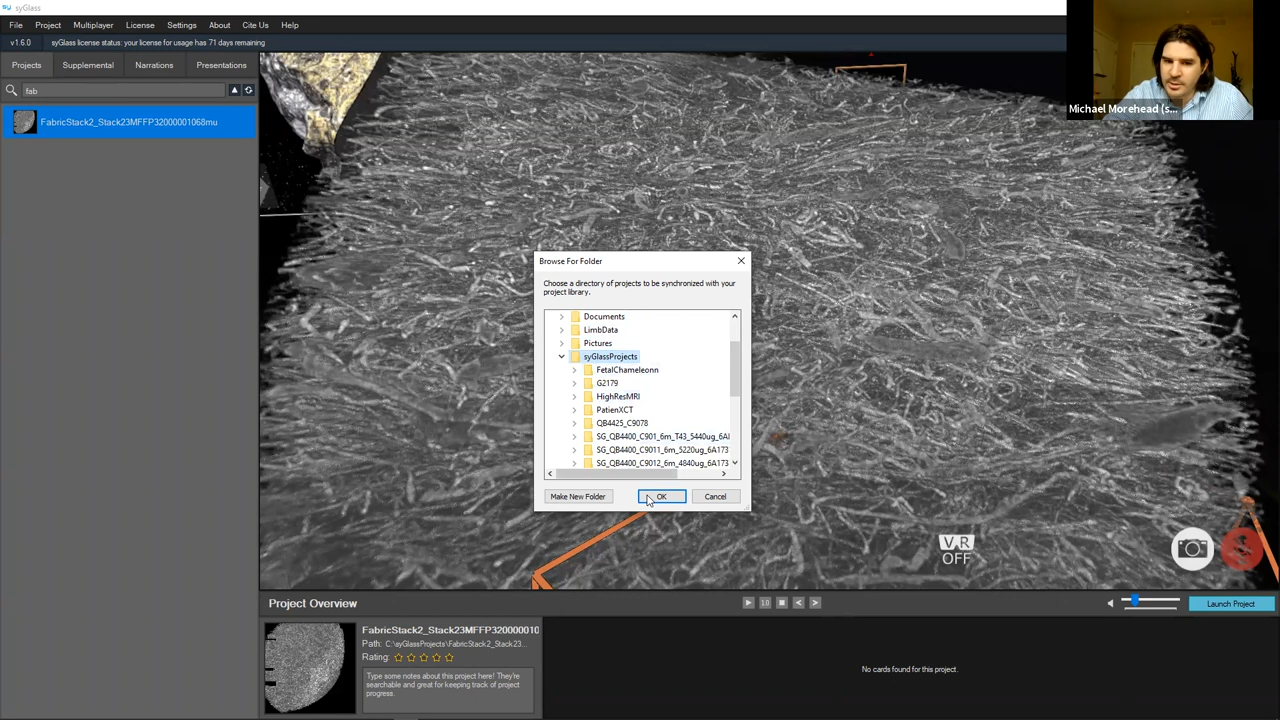 syGlass
File Project Multiplayer License Settings About Cite Us Help
v1.6.0 syGlass license status: your license for usage has 71 days remaining
Projects Supplemental Narrations Presentations
fab
FabricStack2_Stack23MFFP32000001068mu
Michael Morehead (s...
Browse For Folder
Choose a directory of projects to be synchronized with your
project library.
Documents
LimbData
Pictures
syGlassProjects
FetalChameleonn
G2179
HighResMRI
PatienXCT
QB4425_C9078
SG_QB4400_C901_6m_T43_5440ug_6A
SG_QB4400_C9011_6m_5220ug_6A173
SG_QB4400_C9012_6m_4840ug_6A173
Make New Folder OK Cancel
VR
OFF
Project Overview
1.0
Launch Project
FabricStack2_Stack23MFFP320000010
Path: C:\syGlassProjects\FabricStack2_Stack23...
Rating:
Type some notes about this project here! They're
searchable and great for keeping track of project
progress.
No cards found for this project.